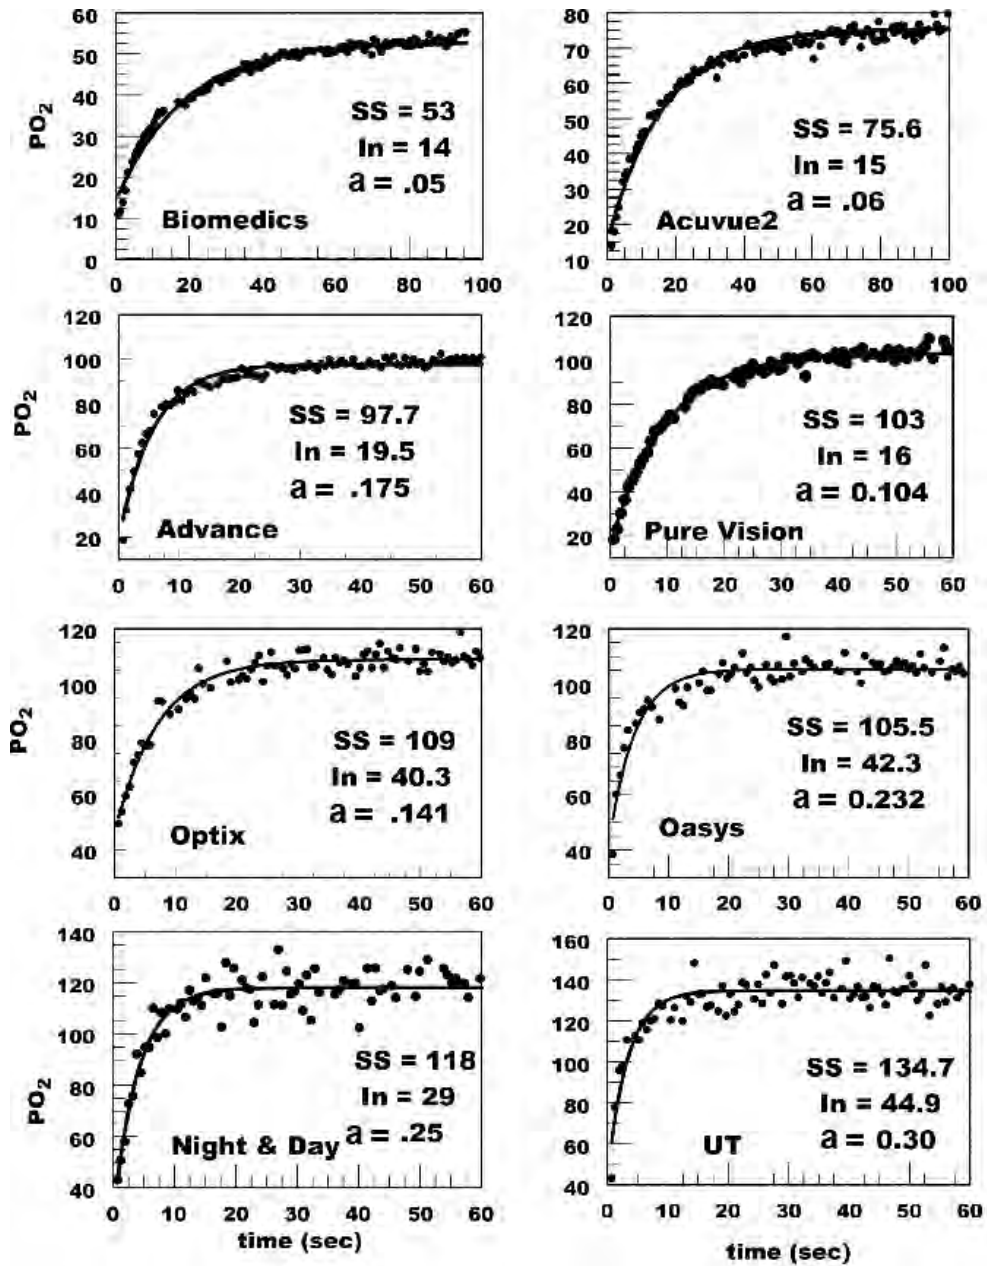 60
50
40
30
20
10
0
PO2
SS = 53
In = 14
a = .05
Biomedics
0 20 40 60 80 100
80
70
60
50
40
30
20
10
SS = 75.6
In = 15
a = .06
Acuvue2
0 20 40 60 80 100
120
100
80
60
40
20
PO2
SS = 97.7
In = 19.5
a = .175
Advance
0 10 20 30 40 50 60
120
100
80
60
40
20
SS = 103
In = 16
a = 0.104
Pure Vision
0 10 20 30 40 50 60
120
100
80
60
40
PO2
SS = 109
In = 40.3
a = .141
Optix
0 10 20 30 40 50 60
120
100
80
60
40
SS = 105.5
In = 42.3
a = 0.232
Oasys
0 10 20 30 40 50 60
140
120
100
80
60
40
PO2
SS = 118
In = 29
a = .25
Night & Day
0 10 20 30 40 50 60
time (sec)
160
140
120
100
80
60
40
SS = 134.7
In = 44.9
a = 0.30
UT
0 10 20 30 40 50 60
time (sec)